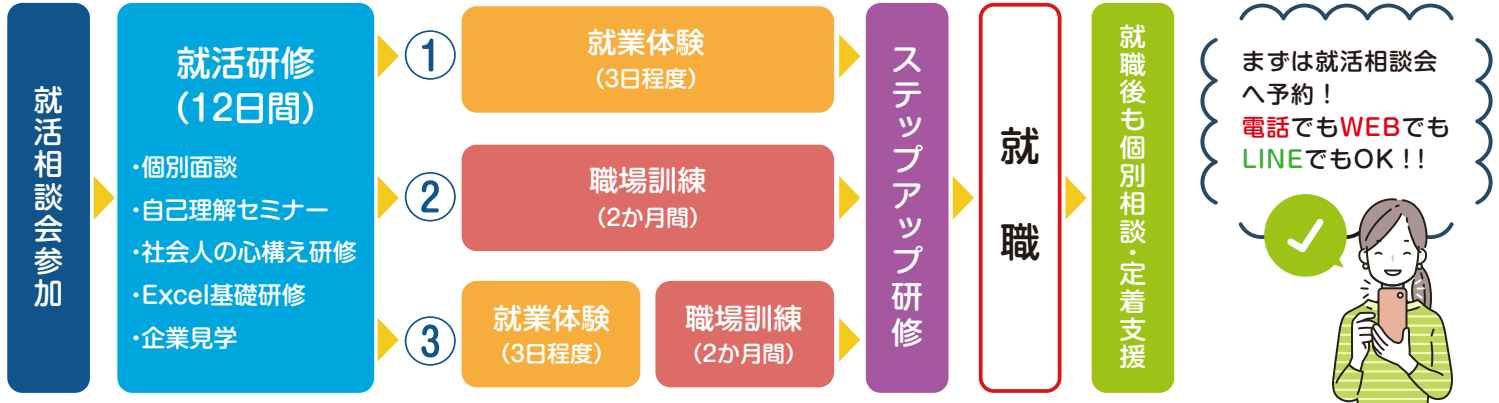 就活相談会参加
就活研修
（12日間）
・個別面談
・自己理解セミナー
・社会人の心構え研修
・Excel基礎研修
・企業見学
①
就業体験
（3日程度）
②
職場訓練
（2か月間）
③
就業体験
（3日程度）
職場訓練
（2か月間）
ステップアップ研修
就職
就職後も個別相談・定着支援
まずは就活相談会
へ予約！
電話でもWEBでも
LINEでもOK！！